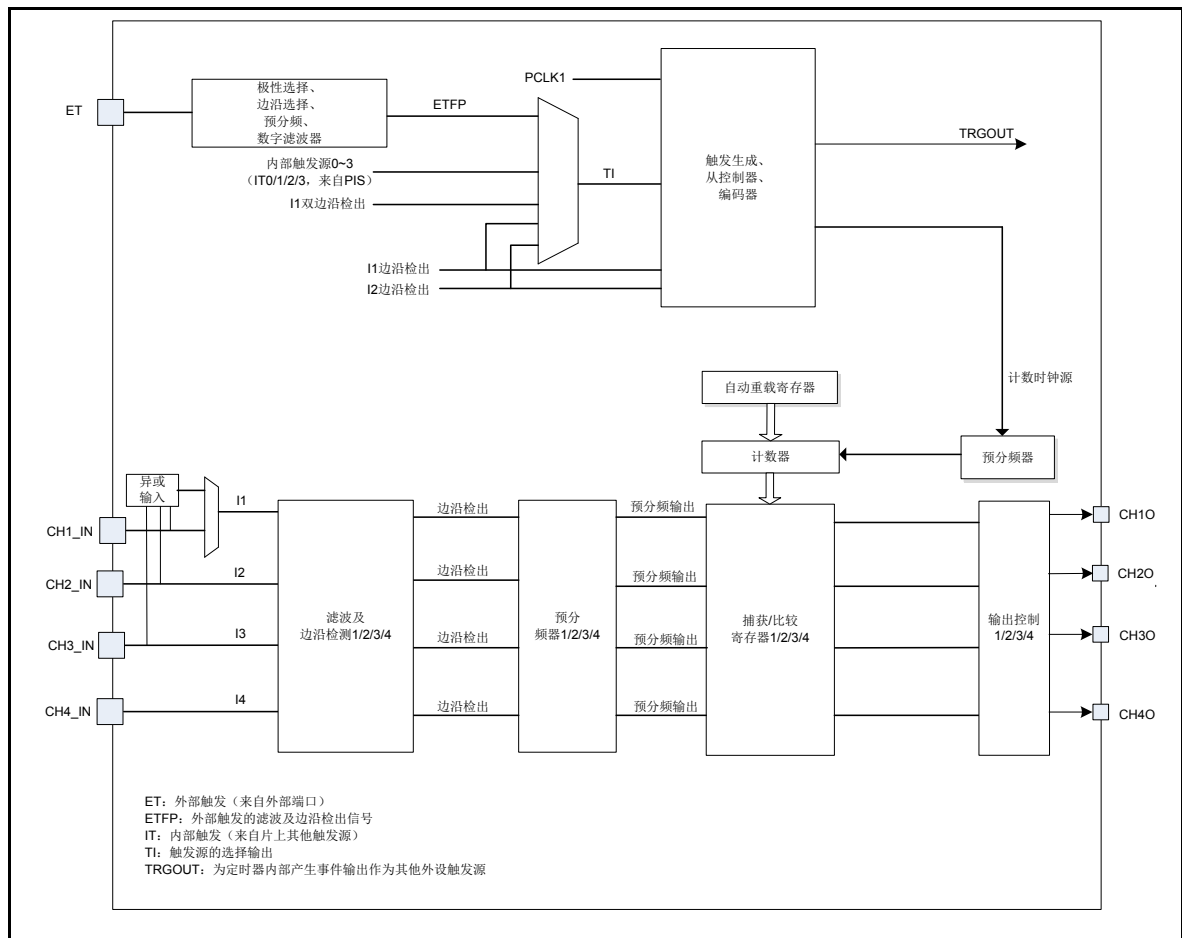 PCLK1
ET
极性选择、
边沿选择、
预分频、
数字滤波器
ETFP
内部触发源0~3
（IT0/1/2/3，来自PIS）
I1双边沿检出
TI
I1边沿检出
I2边沿检出
触发生成、
从控制器、
编码器
TRGOUT
计数时钟源
自动重载寄存器
计数器
预分频器
异或
输入
CH1_IN
CH2_IN
CH3_IN
CH4_IN
I1
I2
I3
I4
滤波及
边沿检测1/2/3/4
边沿检出
边沿检出
边沿检出
边沿检出
预分
频器1/2/3/4
预分频输出
预分频输出
预分频输出
预分频输出
捕获/比较
寄存器1/2/3/4
输出控制
1/2/3/4
CH1O
CH2O
CH3O
CH4O
ET：外部触发（来自外部端口）
ETFP：外部触发的滤波及边沿检出信号
IT：内部触发（来自片上其他触发源）
TI：触发源的选择输出
TRGOUT：为定时器内部产生事件输出作为其他外设触发源